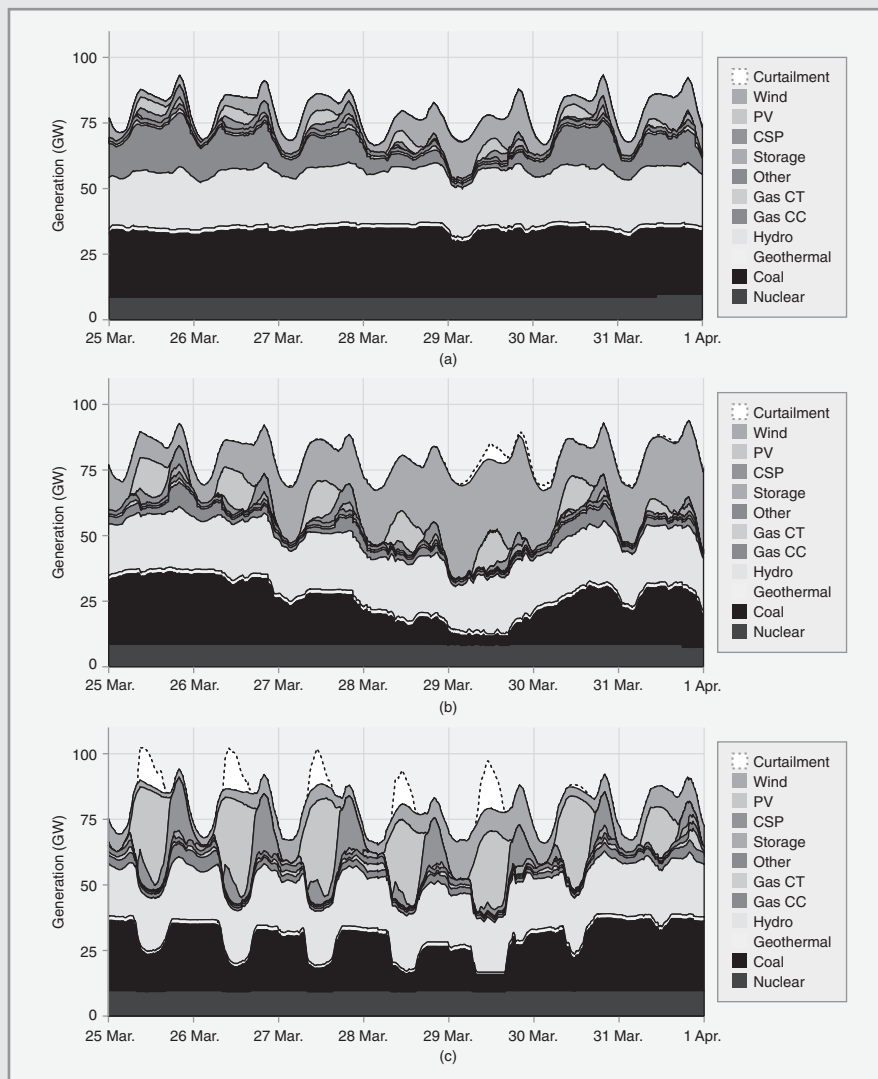 100
75
50
25
0
Generation (GW)
25 Mar. 26 Mar. 27 Mar. 28 Mar. 29 Mar. 30 Mar. 31 Mar. 1 Apr.
(a)
Curtailment
Wind
PV
CSP
Storage
Other
Gas CT
Gas CC
Hydro
Geothermal
Coal
Nuclear
100
75
50
25
0
Generation (GW)
25 Mar. 26 Mar. 27 Mar. 28 Mar. 29 Mar. 30 Mar. 31 Mar. 1 Apr.
(b)
Curtailment
Wind
PV
CSP
Storage
Other
Gas CT
Gas CC
Hydro
Geothermal
Coal
Nuclear
100
75
50
25
0
Generation (GW)
25 Mar. 26 Mar. 27 Mar. 28 Mar. 29 Mar. 30 Mar. 31 Mar. 1 Apr.
(c)
Curtailment
Wind
PV
CSP
Storage
Other
Gas CT
Gas CC
Hydro
Geothermal
Coal
Nuclear